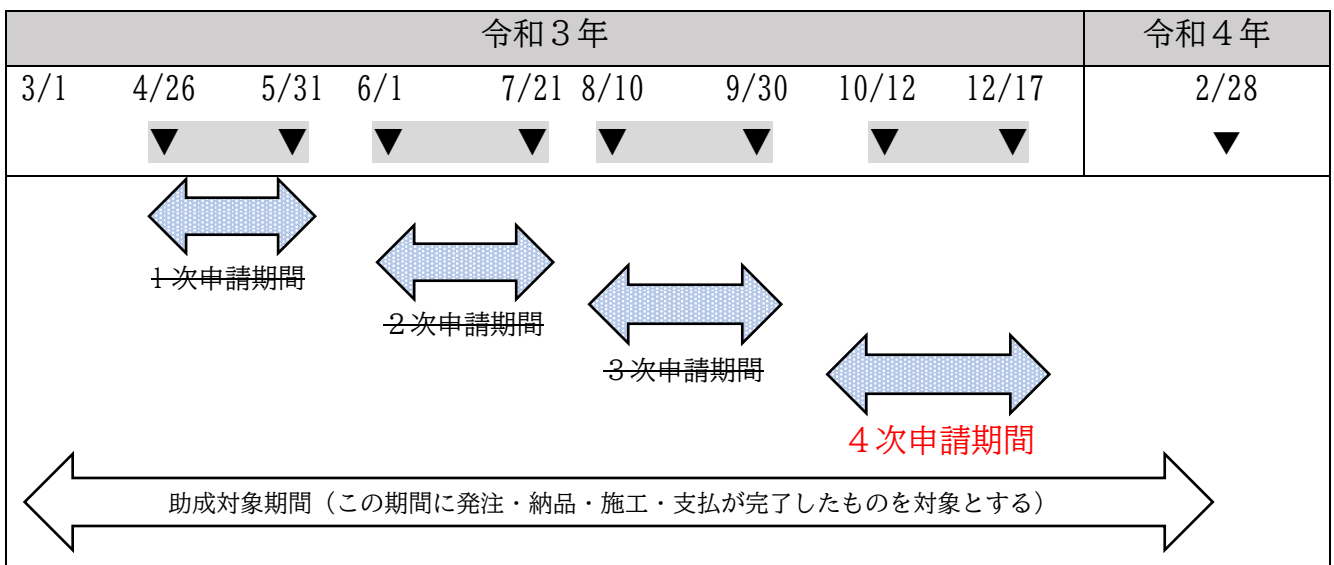 令和３年 令和４年
3/1 4/26 5/31 6/1 7/21 8/10 9/30 10/12 12/17 2/28
▼ ▼ ▼ ▼ ▼ ▼ ▼ ▼ ▼
１次申請期間
２次申請期間
３次申請期間
４次申請期間
助成対象期間（この期間に発注・納品・施工・支払が完了したものを対象とする）